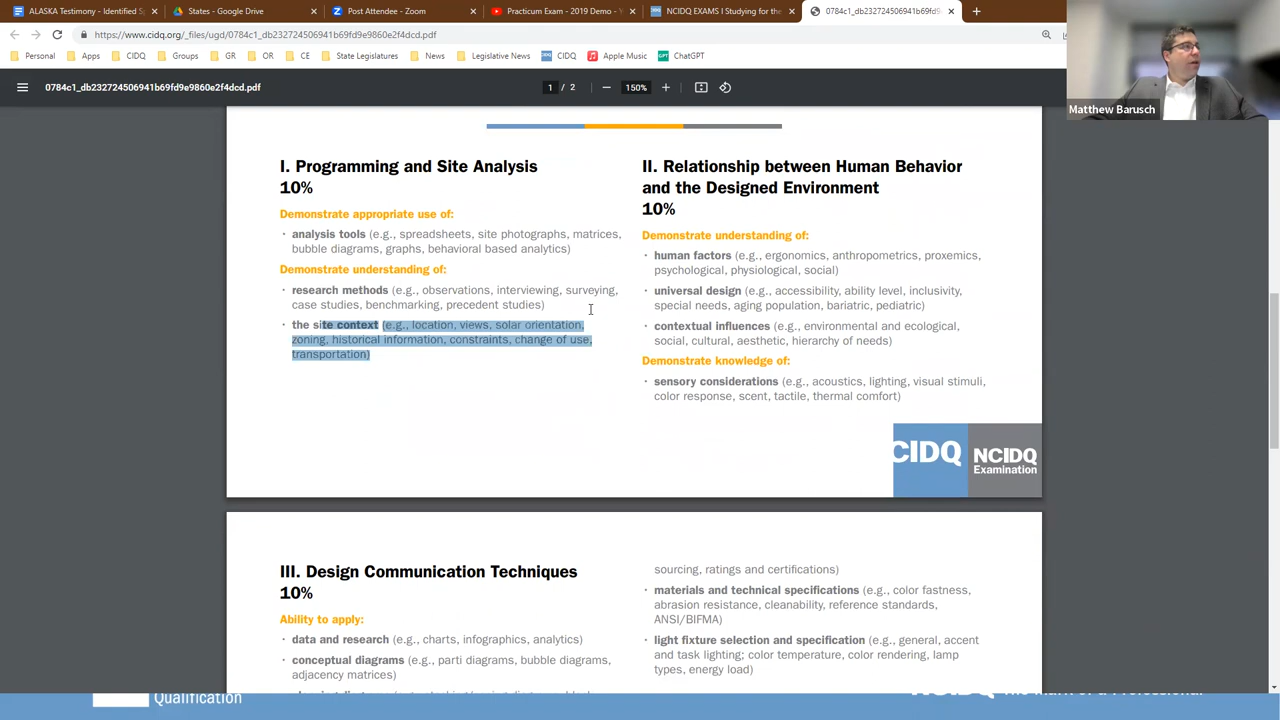 ALASKA Testimony - Identified S
States - Google Drive
Post Attendee - Zoom
Practicum Exam - 2019 Demo - Y
NCIDQ EXAMS I Studying for the
0784c1_db232724506941b69fd9
https://www.cidq.org/_files/ugd/0784c1_db232724506941b69fd9e9860e2f4dcd.pdf
Personal
Apps
CIDQ
Groups
GR
OR
CE
State Legislatures
News
Legislative News
CIDQ
Apple Music
ChatGPT
0784c1_db232724506941b69fd9e9860e2f4dcd.pdf
1 / 2
150%
Matthew Barusch
I. Programming and Site Analysis
10%
Demonstrate appropriate use of:
· analysis tools (e.g., spreadsheets, site photographs, matrices,
bubble diagrams, graphs, behavioral based analytics)
Demonstrate understanding of:
· research methods (e.g., observations, interviewing, surveying,
case studies, benchmarking, precedent studies)
· the site context (e.g., location, views, solar orientation,
zoning, historical information, constraints, change of use,
transportation)
II. Relationship between Human Behavior
and the Designed Environment
10%
Demonstrate understanding of:
· human factors (e.g., ergonomics, anthropometrics, proxemics,
psychological, physiological, social)
· universal design (e.g., accessibility, ability level, inclusivity,
special needs, aging population, bariatric, pediatric)
· contextual influences (e.g., environmental and ecological,
social, cultural, aesthetic, hierarchy of needs)
Demonstrate knowledge of:
· sensory considerations (e.g., acoustics, lighting, visual stimuli,
color response, scent, tactile, thermal comfort)
CIDQ
NCIDQ
Examination
III. Design Communication Techniques
10%
Ability to apply:
· data and research (e.g., charts, infographics, analytics)
· conceptual diagrams (e.g., parti diagrams, bubble diagrams,
adjacency matrices)
sourcing, ratings and certifications)
· materials and technical specifications (e.g., color fastness,
abrasion resistance, cleanability, reference standards,
ANSI/BIFMA)
· light fixture selection and specification (e.g., general, accent
and task lighting; color temperature, color rendering, lamp
types, energy load)
Qualification